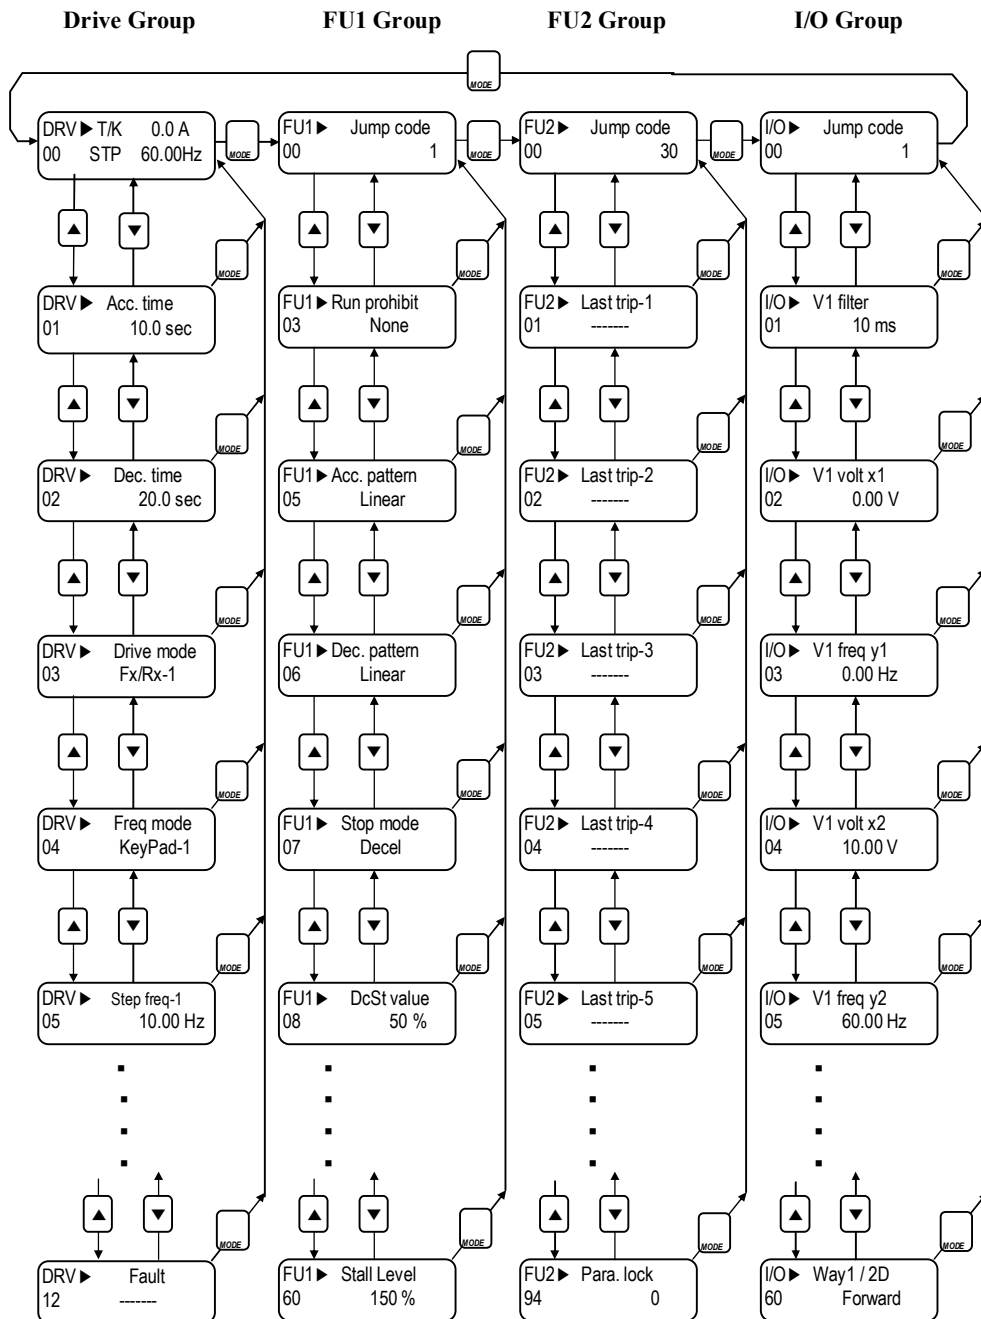 Drive Group FU1 Group FU2 Group I/O Group
MODE
DRV▶ T/K 0.0 A FU1▶ Jump code FU2▶ Jump code I/O▶ Jump code
00 STP 60.00Hz MODE 00 1 MODE 00 30 MODE 00 1
▲ ▼ ▲ ▼ ▲ ▼ ▲ ▼
MODE MODE MODE MODE
DRV▶ Acc. time FU1▶ Run prohibit FU2▶ Last trip-1 I/O▶ V1 filter
01 10.0 sec 03 None 01 ------- 01 10 ms
▲ ▼ ▲ ▼ ▲ ▼ ▲ ▼
MODE MODE MODE MODE
DRV▶ Dec. time FU1▶ Acc. pattern FU2▶ Last trip-2 I/O▶ V1 volt x1
02 20.0 sec 05 Linear 02 ------- 02 0.00 V
▲ ▼ ▲ ▼ ▲ ▼ ▲ ▼
MODE MODE MODE MODE
DRV▶ Drive mode FU1▶ Dec. pattern FU2▶ Last trip-3 I/O▶ V1 freq y1
03 Fx/Rx-1 06 Linear 03 ------- 03 0.00 Hz
▲ ▼ ▲ ▼ ▲ ▼ ▲ ▼
MODE MODE MODE MODE
DRV▶ Freq mode FU1▶ Stop mode FU2▶ Last trip-4 I/O▶ V1 volt x2
04 KeyPad-1 07 Decel 04 ------- 04 10.00 V
▲ ▼ ▲ ▼ ▲ ▼ ▲ ▼
MODE MODE MODE MODE
DRV▶ Step freq-1 FU1▶ DcSt value FU2▶ Last trip-5 I/O▶ V1 freq y2
05 10.00 Hz 08 50 % 05 ------- 05 60.00 Hz
▲ ▼ ▲ ▼ ▲ ▼ ▲ ▼
MODE MODE MODE MODE
DRV▶ Fault FU1▶ Stall Level FU2▶ Para. lock I/O▶ Way1 / 2D
12 ------- 60 150 % 94 0 60 Forward